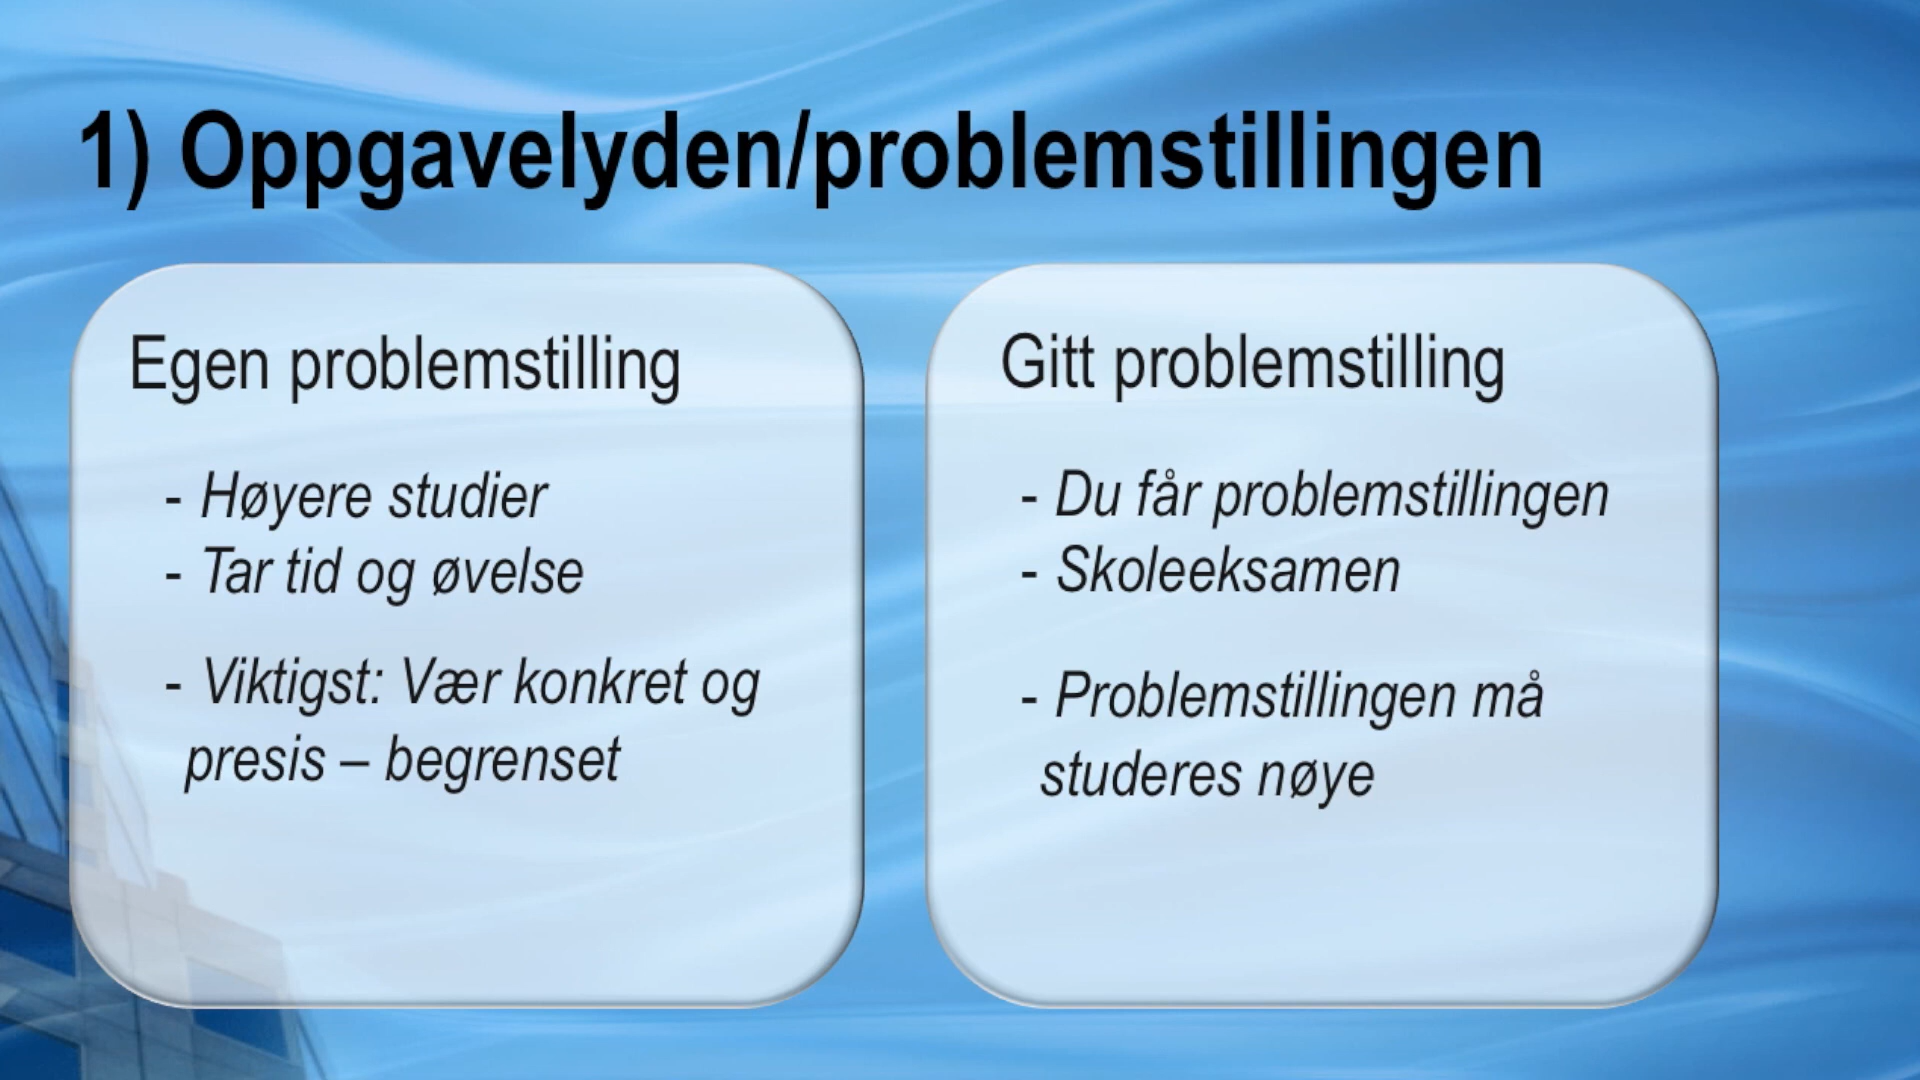 1) Oppgavelyden/problemstillingen
Egen problemstilling
- Høyere studier
- Tar tid og øvelse
- Viktigst: Vær konkret og
presis – begrenset
Gitt problemstilling
- Du får problemstillingen
- Skoleeksamen
- Problemstillingen må
studeres nøye